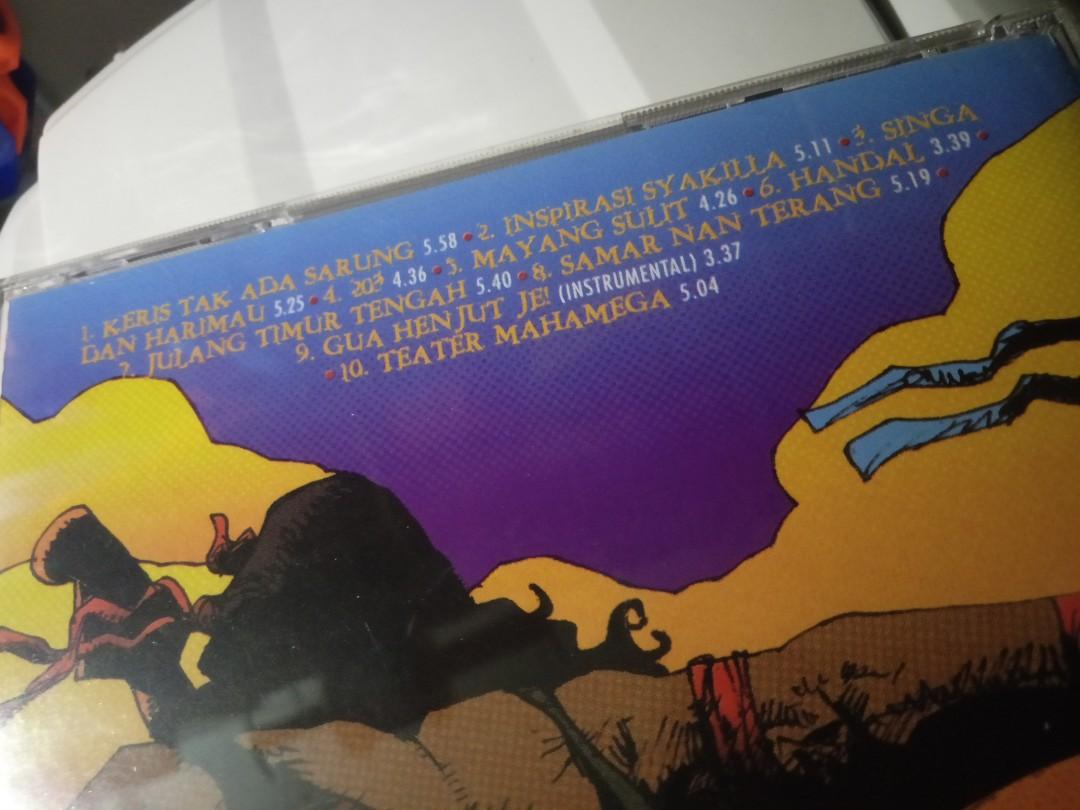 1. KERIS TAK ADA SARUNG 5.58 • 2. INSPIRASI SYAKILLA 5.11 • 3. SINGA
DAN HARIMAU 5.25 • 4. 203 4.36 • 5. MAYANG SULIT 4.26 • 6. HANDAL 3.39 •
7. JULANG TIMUR TENGAH 5.40 • 8. SAMAR NAN TERANG 5.19 •
9. GUA HENJUT JE! (INSTRUMENTAL) 3.37
• 10. TEATER MAHAMEGA 5.04